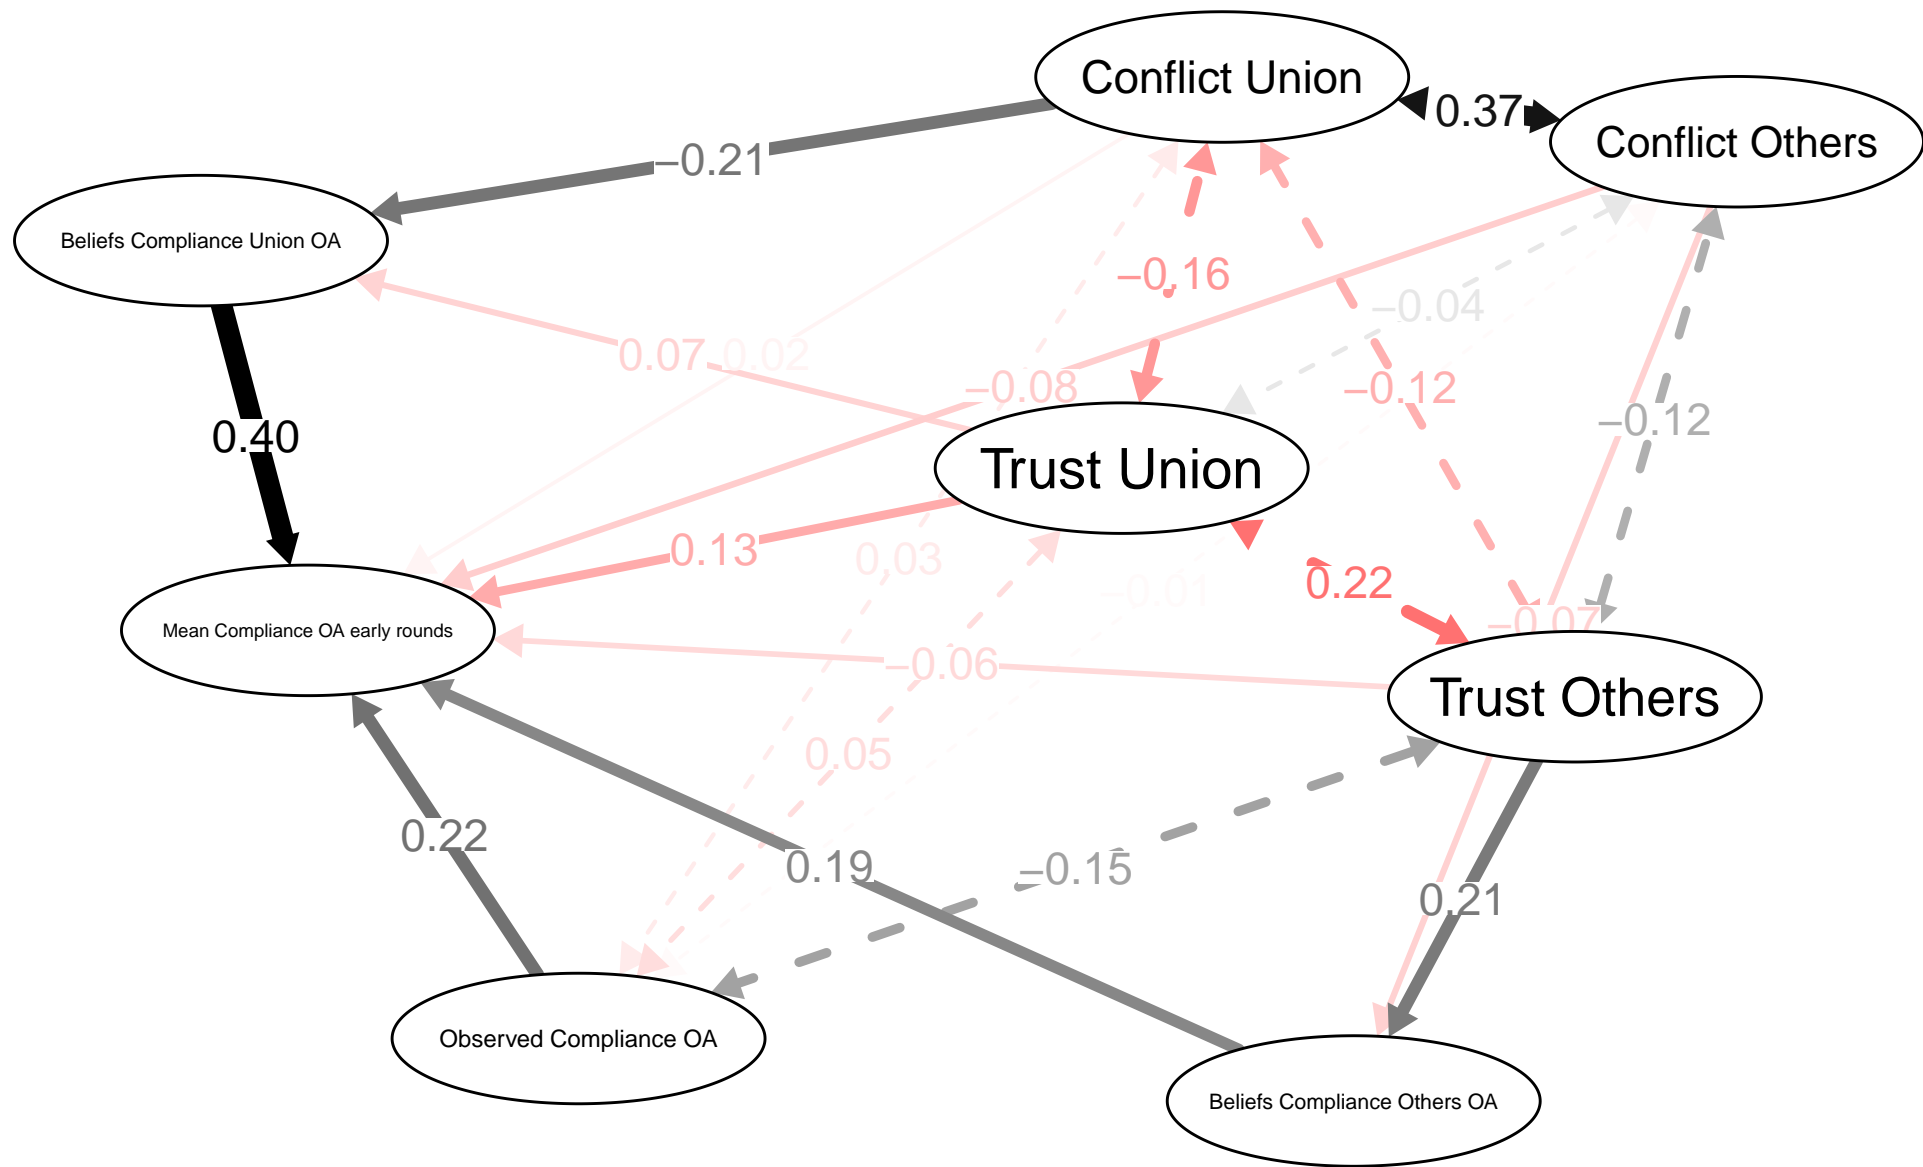 Conflict Union
0.37
Conflict Others
−0.21
Beliefs Compliance Union OA
−0.16
−0.04
0.07
0.02
−0.08
−0.12
−0.12
0.40
Trust Union
0.13
0.03
0.22
−0.01
−0.07
Mean Compliance OA early rounds
−0.06
Trust Others
0.05
0.22
0.19
−0.15
0.21
Observed Compliance OA
Beliefs Compliance Others OA